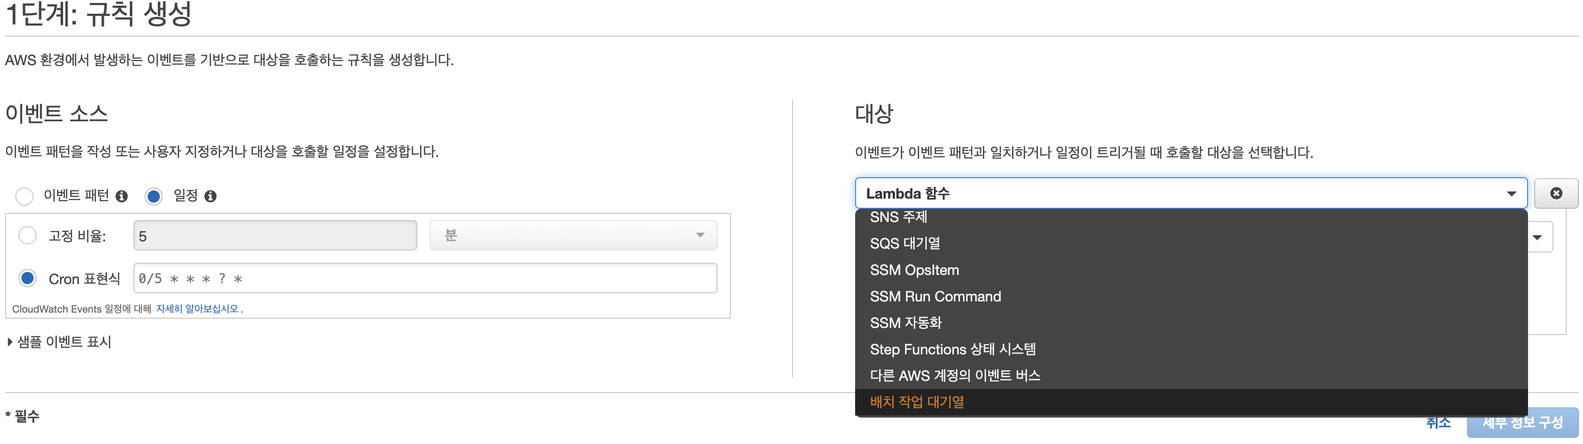 1단계: 규칙 생성
AWS 환경에서 발생하는 이벤트를 기반으로 대상을 호출하는 규칙을 생성합니다.
이벤트 소스
이벤트 패턴을 작성 또는 사용자 지정하거나 대상을 호출할 일정을 설정합니다.
이벤트 패턴 일정
고정 비율: 5 분
Cron 표현식 0/5 * * * ? *
CloudWatch Events 일정에 대해 자세히 알아보십시오.
샘플 이벤트 표시
대상
이벤트가 이벤트 패턴과 일치하거나 일정이 트리거될 때 호출할 대상을 선택합니다.
Lambda 함수
SNS 주제
SQS 대기열
SSM OpsItem
SSM Run Command
SSM 자동화
Step Functions 상태 시스템
다른 AWS 계정의 이벤트 버스
배치 작업 대기열
* 필수
취소 세부 정보 구성